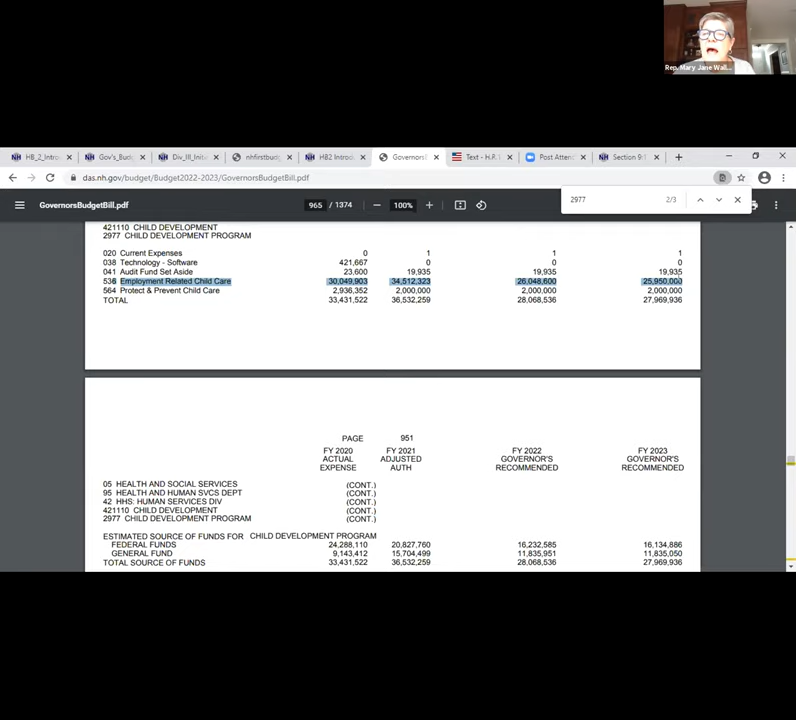 Rep. Mary Jane Wall...
HB_2_Intro
Gov's_Budg
Div_III_Initi
nhfirstbudg
HB2 Introdu
GovernorsB
Text - H.R.1
Post Attend
Section 9:1
das.nh.gov/budget/Budget2022-2023/GovernorsBudgetBill.pdf
2977 2/3
GovernorsBudgetBill.pdf 965 / 1374 100%
421110 CHILD DEVELOPMENT
2977 CHILD DEVELOPMENT PROGRAM
020 Current Expenses 0 1 1 1
038 Technology - Software 421,667 0 0 0
041 Audit Fund Set Aside 23,600 19,935 19,935 19,935
536 Employment Related Child Care 30,049,903 34,512,323 26,048,600 25,950,000
564 Protect & Prevent Child Care 2,936,352 2,000,000 2,000,000 2,000,000
TOTAL 33,431,522 36,532,259 28,068,536 27,969,936
PAGE 951
FY 2020 FY 2021 FY 2022 FY 2023
ACTUAL ADJUSTED GOVERNOR'S GOVERNOR'S
EXPENSE AUTH RECOMMENDED RECOMMENDED
05 HEALTH AND SOCIAL SERVICES (CONT.)
95 HEALTH AND HUMAN SVCS DEPT (CONT.)
42 HHS: HUMAN SERVICES DIV (CONT.)
421110 CHILD DEVELOPMENT (CONT.)
2977 CHILD DEVELOPMENT PROGRAM (CONT.)
ESTIMATED SOURCE OF FUNDS FOR CHILD DEVELOPMENT PROGRAM
FEDERAL FUNDS 24,288,110 20,827,760 16,232,585 16,134,886
GENERAL FUND 9,143,412 15,704,499 11,835,951 11,835,050
TOTAL SOURCE OF FUNDS 33,431,522 36,532,259 28,068,536 27,969,936